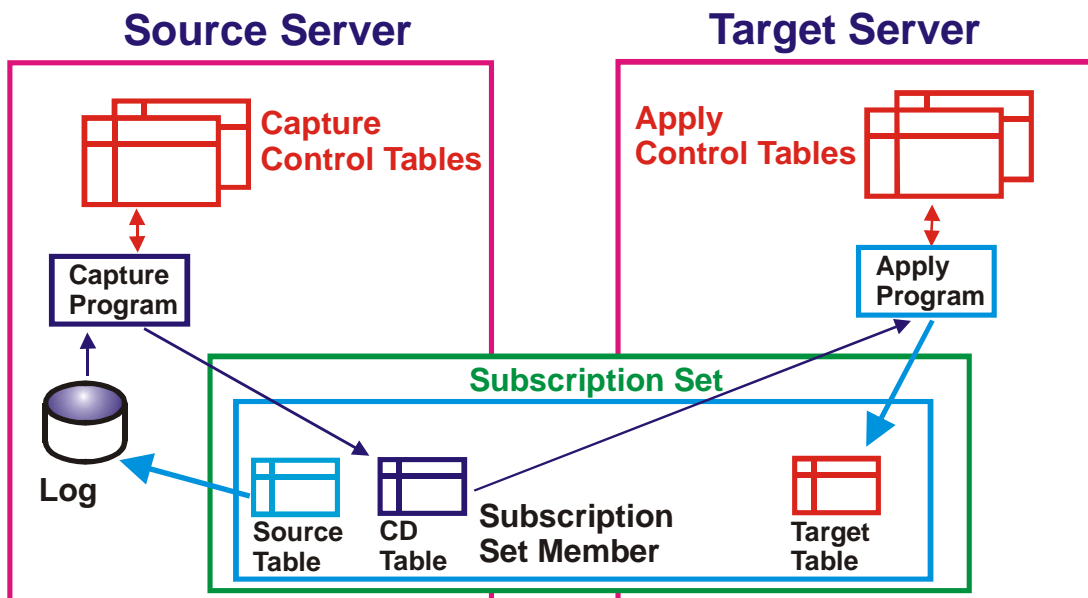 Source Server
Target Server
Capture
Control Tables
Apply
Control Tables
Capture
Program
Apply
Program
Subscription Set
Log
Source
Table
CD
Table
Subscription
Set Member
Target
Table